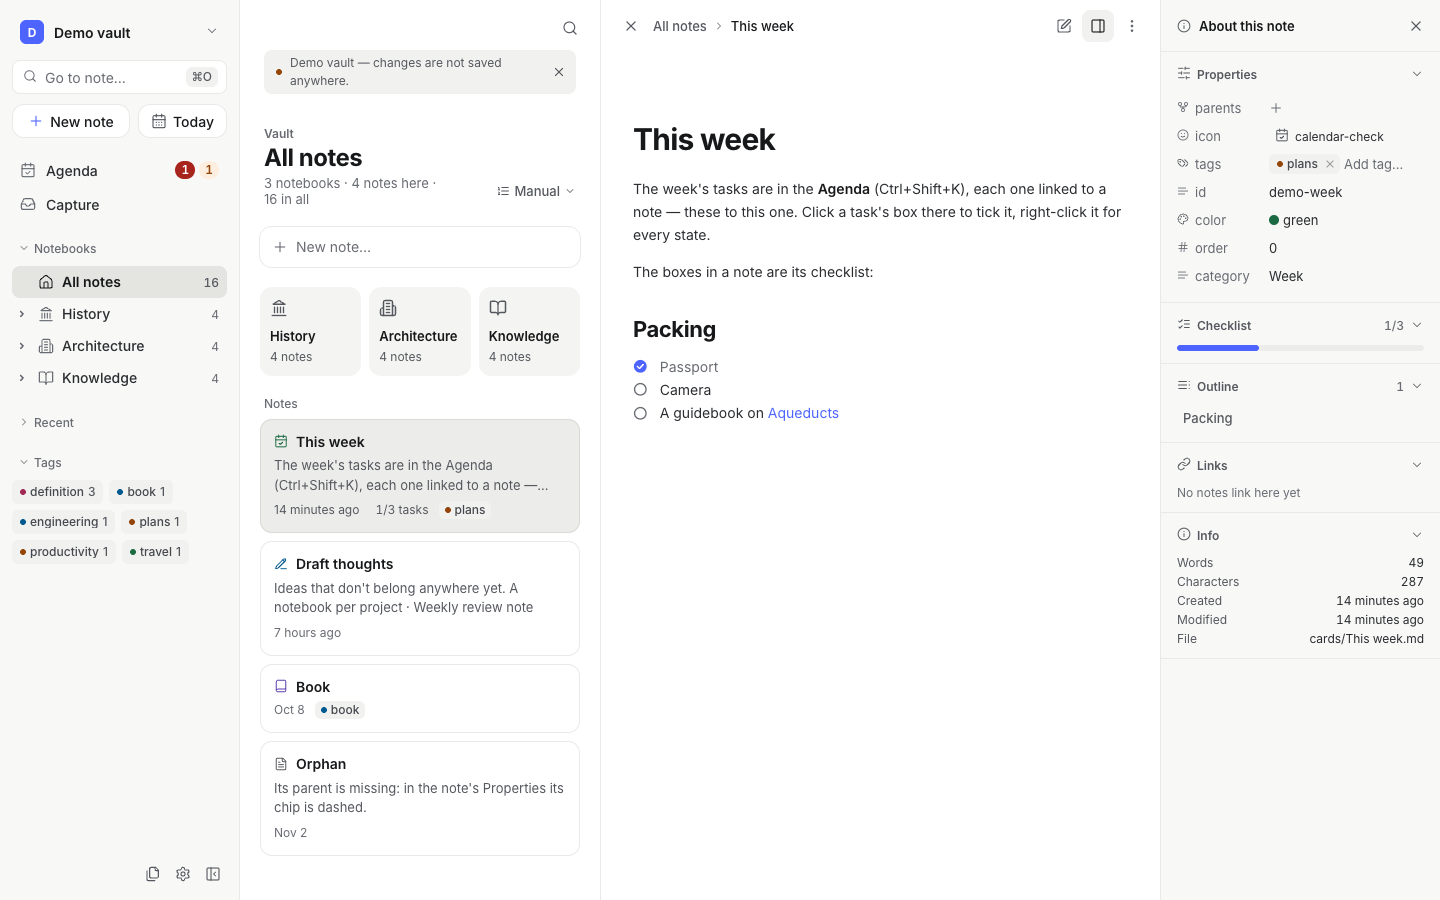 D Demo vault
Go to note... ⌘O
New note
Today
Agenda 1 1
Capture
Notebooks
All notes 16
History 4
Architecture 4
Knowledge 4
Recent
Tags
definition 3
book 1
engineering 1
plans 1
productivity 1
travel 1
Demo vault — changes are not saved
anywhere.
Vault
All notes
3 notebooks · 4 notes here ·
16 in all
Manual
New note...
History
4 notes
Architecture
4 notes
Knowledge
4 notes
Notes
This week
The week's tasks are in the Agenda
(Ctrl+Shift+K), each one linked to a note —...
14 minutes ago 1/3 tasks plans
Draft thoughts
Ideas that don't belong anywhere yet. A
notebook per project · Weekly review note
7 hours ago
Book
Oct 8 book
Orphan
Its parent is missing: in the note's Properties its
chip is dashed.
Nov 2
All notes > This week
This week
The week's tasks are in the Agenda (Ctrl+Shift+K), each one linked to a
note — these to this one. Click a task's box there to tick it, right-click it for
every state.
The boxes in a note are its checklist:
Packing
Passport
Camera
A guidebook on Aqueducts
About this note
Properties
parents
icon calendar-check
tags plans × Add tag...
id demo-week
color green
order 0
category Week
Checklist 1/3
Outline 1
Packing
Links
No notes link here yet
Info
Words 49
Characters 287
Created 14 minutes ago
Modified 14 minutes ago
File cards/This week.md